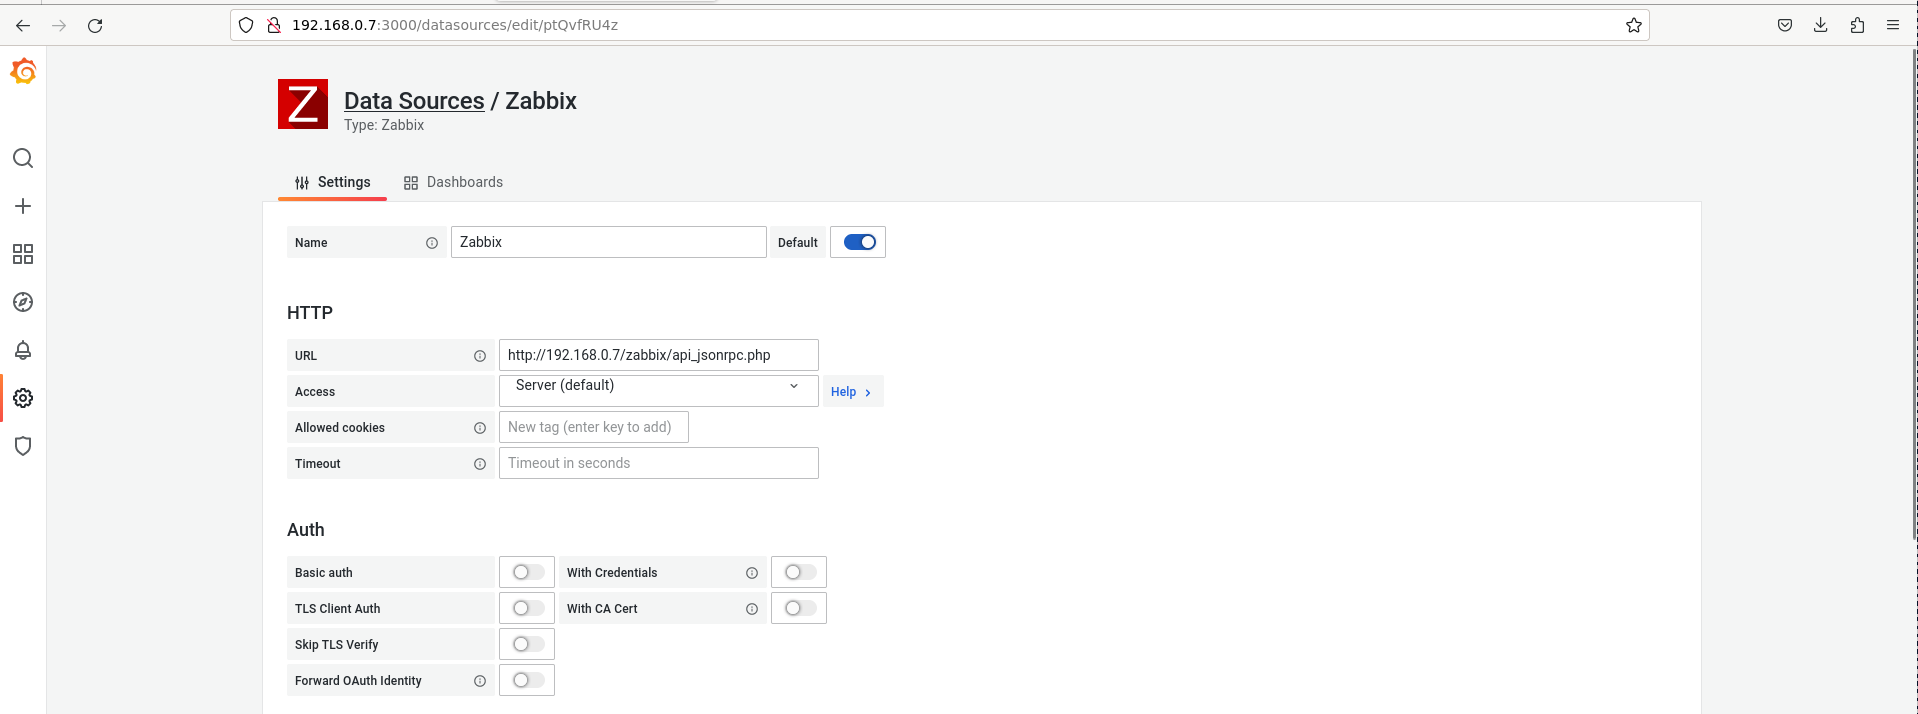 192.168.0.7:3000/datasources/edit/ptQvfRU4z
Z
Data Sources / Zabbix
Type: Zabbix
Settings
Dashboards
Name
Zabbix
Default
HTTP
URL
http://192.168.0.7/zabbix/api_jsonrpc.php
Access
Server (default)
Help
Allowed cookies
New tag (enter key to add)
Timeout
Timeout in seconds
Auth
Basic auth
With Credentials
TLS Client Auth
With CA Cert
Skip TLS Verify
Forward OAuth Identity